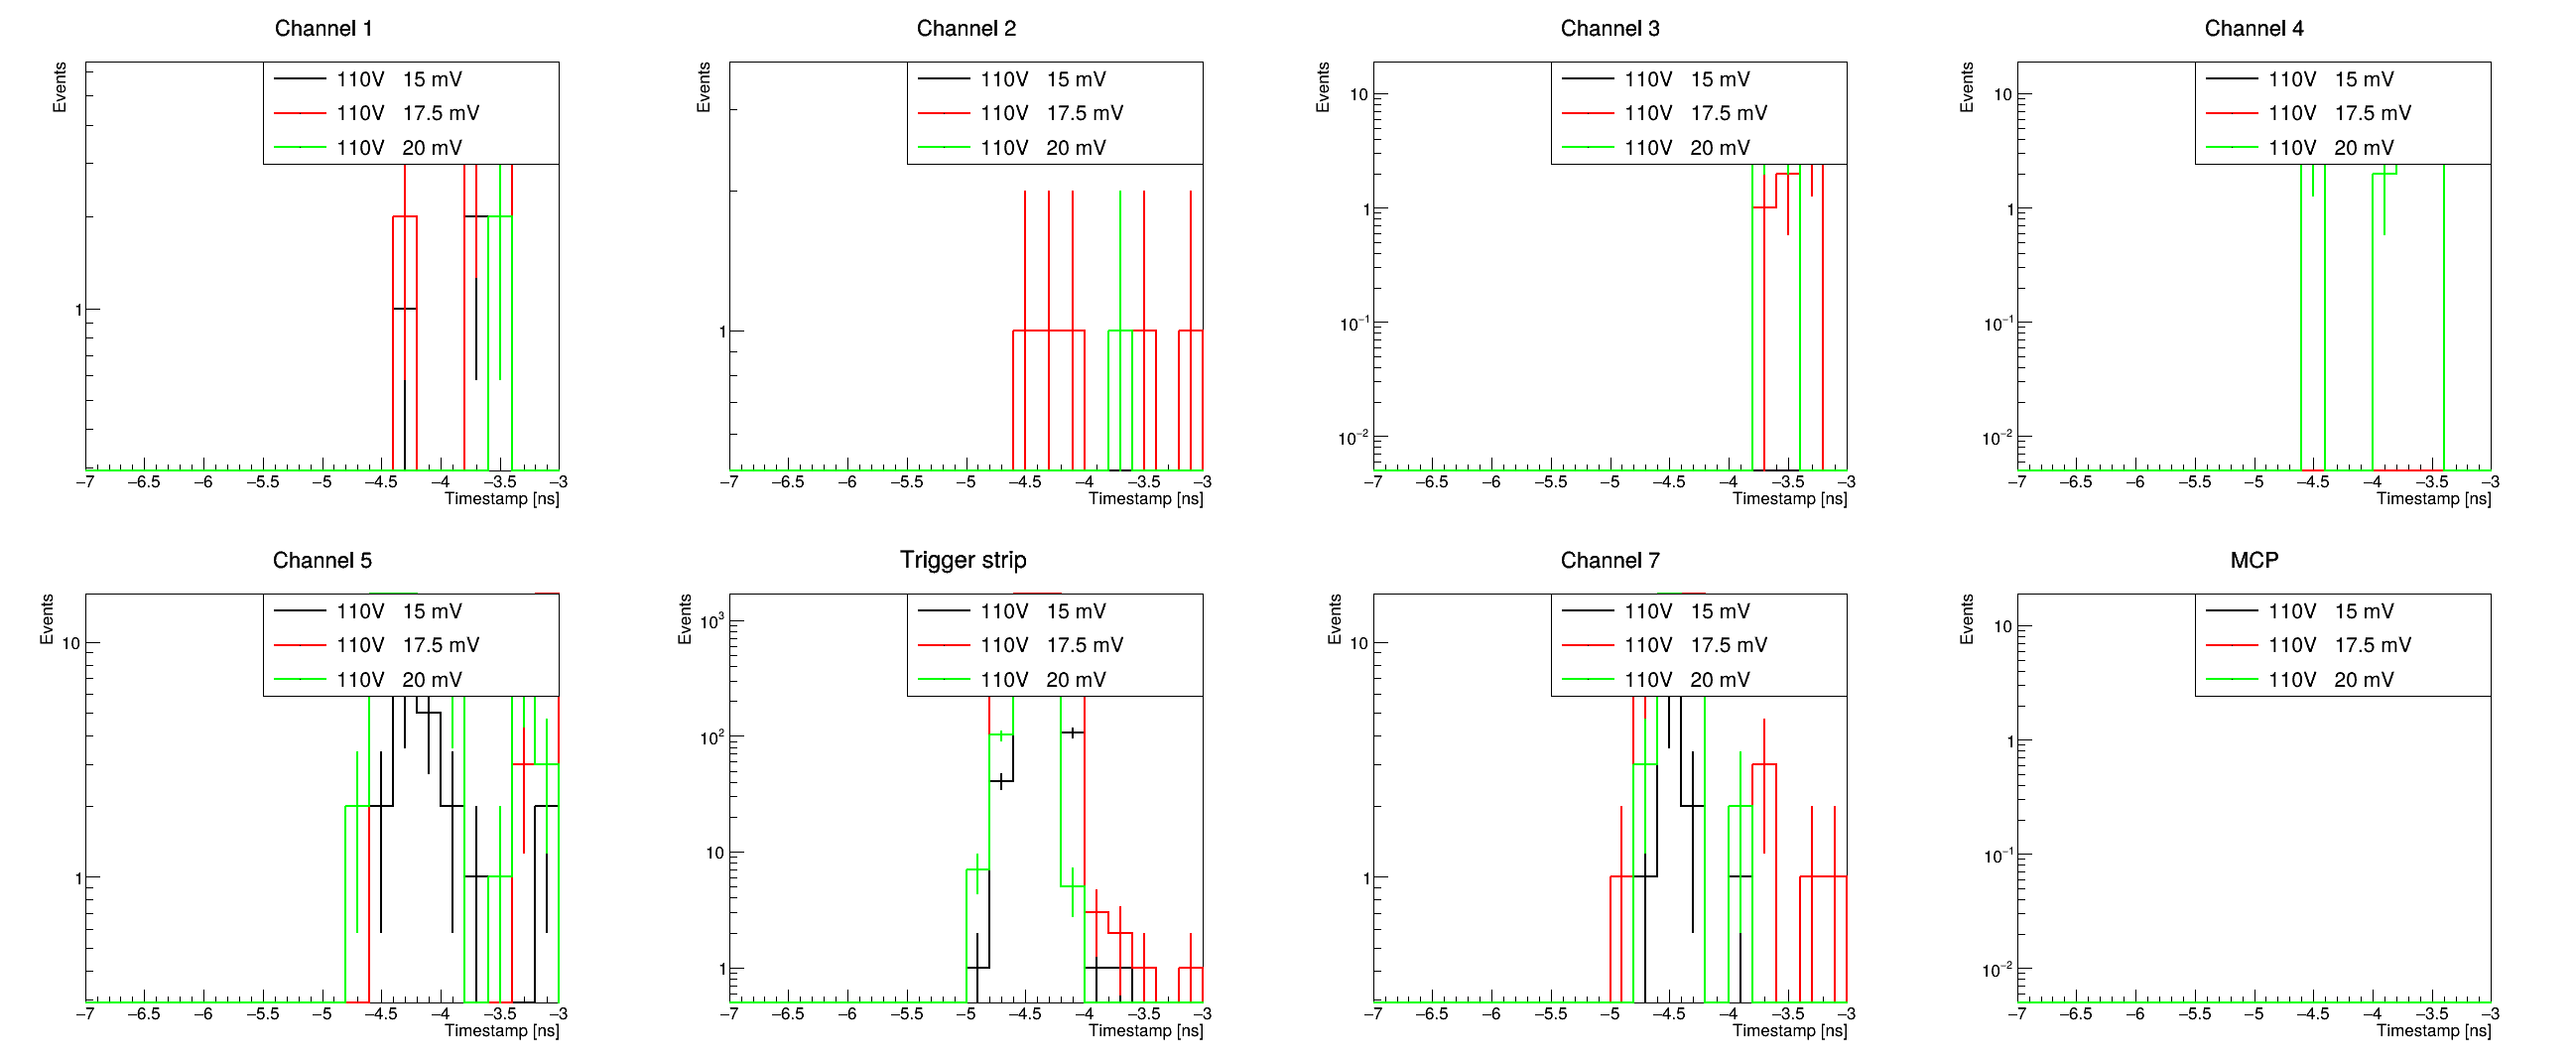 Channel 1
Events
110V 15 mV
110V 17.5 mV
110V 20 mV
1
−7 −6.5 −6 −5.5 −5 −4.5 −4 −3.5 −3
Timestamp [ns]
Channel 2
Events
110V 15 mV
110V 17.5 mV
110V 20 mV
1
−7 −6.5 −6 −5.5 −5 −4.5 −4 −3.5 −3
Timestamp [ns]
Channel 3
Events
110V 15 mV
110V 17.5 mV
110V 20 mV
10
1
10⁻¹
10⁻²
−7 −6.5 −6 −5.5 −5 −4.5 −4 −3.5 −3
Timestamp [ns]
Channel 4
Events
110V 15 mV
110V 17.5 mV
110V 20 mV
10
1
10⁻¹
10⁻²
−7 −6.5 −6 −5.5 −5 −4.5 −4 −3.5 −3
Timestamp [ns]
Channel 5
Events
110V 15 mV
110V 17.5 mV
110V 20 mV
10
1
−7 −6.5 −6 −5.5 −5 −4.5 −4 −3.5 −3
Timestamp [ns]
Trigger strip
Events
110V 15 mV
110V 17.5 mV
110V 20 mV
10³
10²
10
1
−7 −6.5 −6 −5.5 −5 −4.5 −4 −3.5 −3
Timestamp [ns]
Channel 7
Events
110V 15 mV
110V 17.5 mV
110V 20 mV
10
1
−7 −6.5 −6 −5.5 −5 −4.5 −4 −3.5 −3
Timestamp [ns]
MCP
Events
110V 15 mV
110V 17.5 mV
110V 20 mV
10
1
10⁻¹
10⁻²
−7 −6.5 −6 −5.5 −5 −4.5 −4 −3.5 −3
Timestamp [ns]